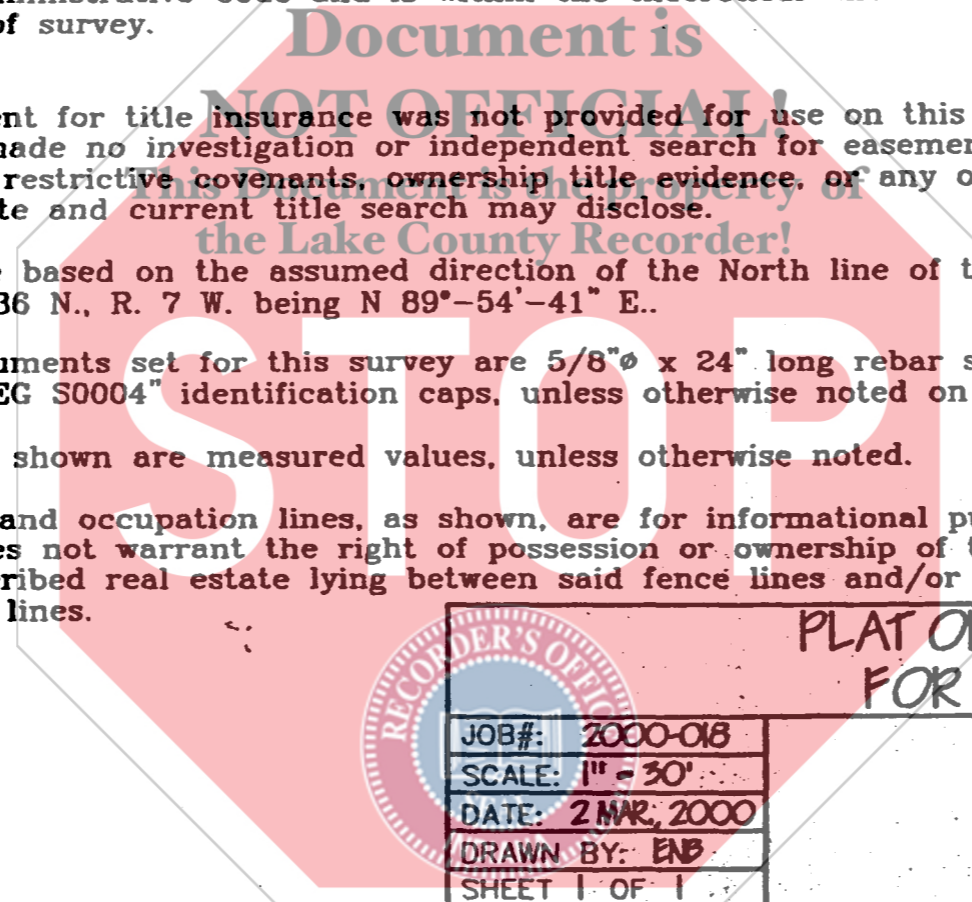 of survey.
Document is
NOT OFFICIAL!
nt for title insurance was not provided for use on this
made no investigation or independent search for easemen
restrictive covenants, ownership title evidence, or any o
This Document is the property of
te and current title search may disclose.
the Lake County Recorder!
based on the assumed direction of the North line of t
36 N., R. 7 W. being N 89°-54'-41" E..
uments set for this survey are 5/8"ø x 24" long rebar s
EG S0004" identification caps, unless otherwise noted on
shown are measured values, unless otherwise noted.
and occupation lines, as shown, are for informational pu
es not warrant the right of possession or ownership of t
ribed real estate lying between said fence lines and/or
lines.
STOP
RECORDER'S OFFIC
PLAT O
FOR
JOB#: 2000-018
SCALE: 1" = 30'
DATE: 2 MAR., 2000
DRAWN BY: ENB
SHEET 1 OF 1